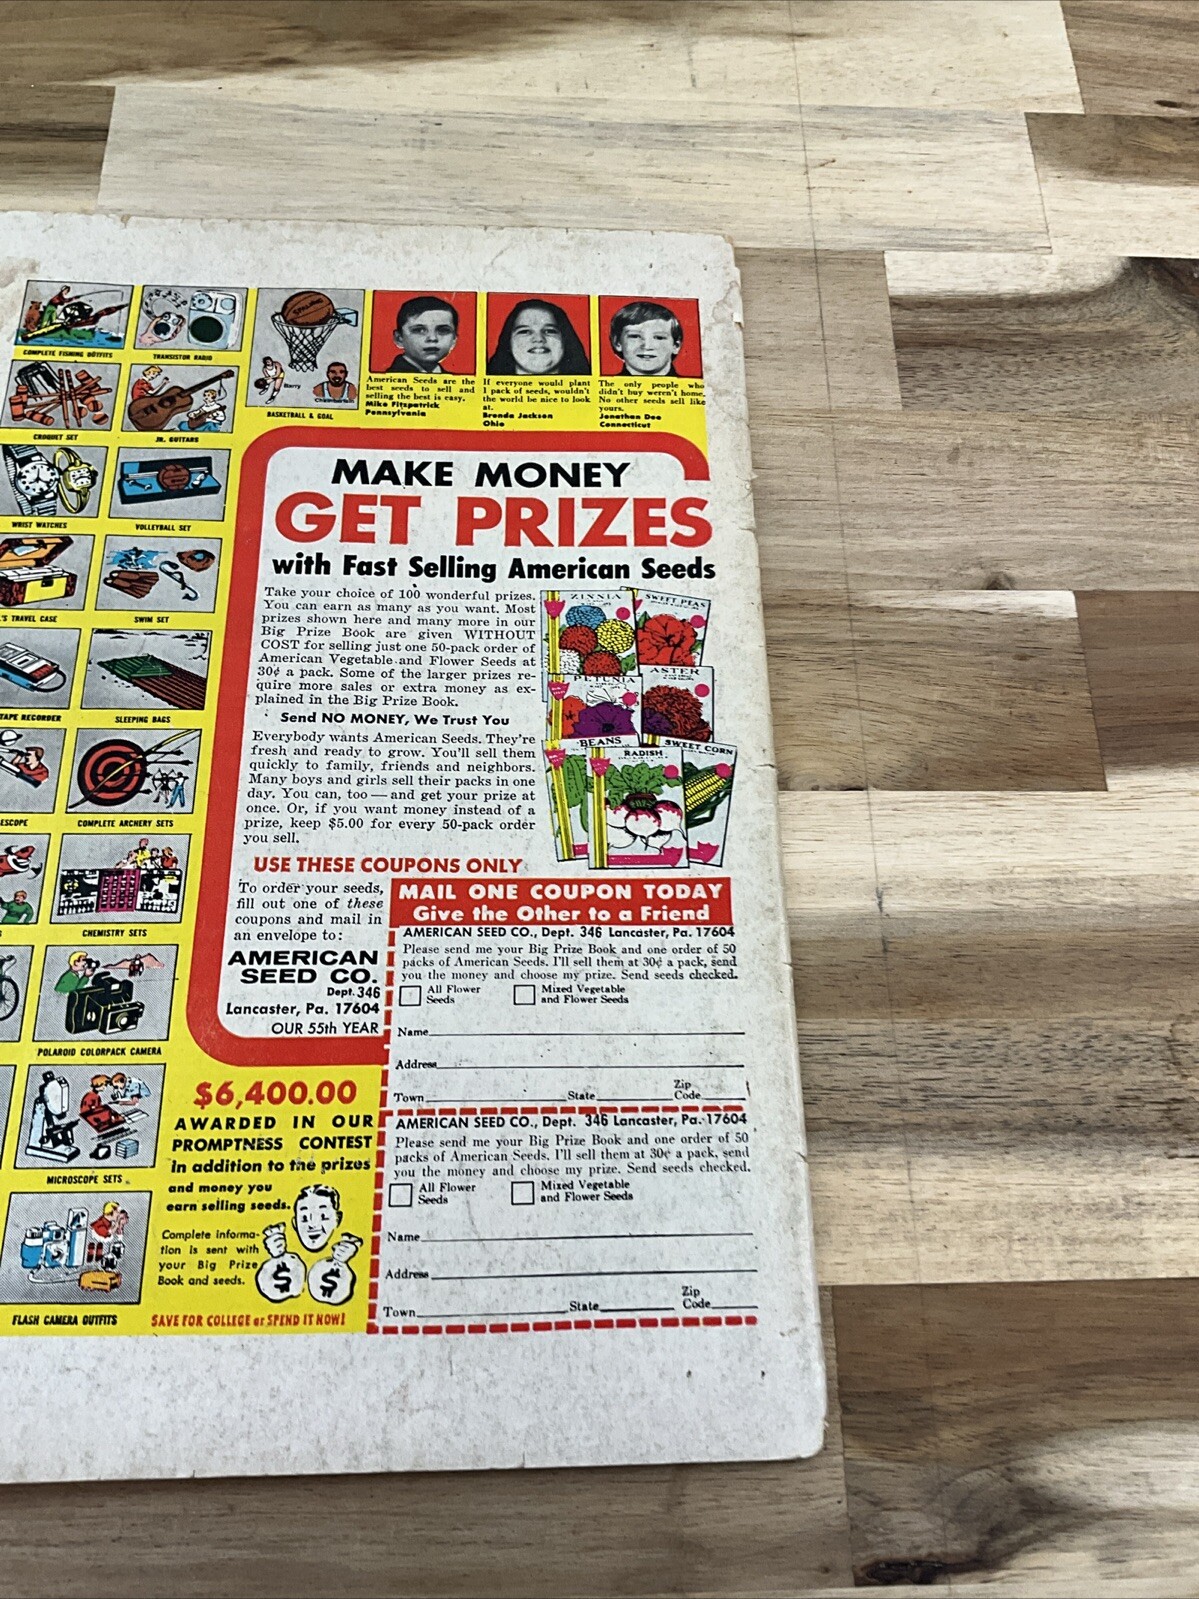 COMPLETE FISHING OUTFITS
TRANSISTOR RADIO
SPALDING
Barry
Chamberlain
BASKETBALL & GOAL
CROQUET SET
JR. GUITARS
WRIST WATCHES
VOLLEYBALL SET
'S TRAVEL CASE
SWIM SET
TAPE RECORDER
SLEEPING BAGS
ESCOPE
COMPLETE ARCHERY SETS
CHEMISTRY SETS
POLAROID COLORPACK CAMERA
MICROSCOPE SETS
FLASH CAMERA OUTFITS
American Seeds are the
best seeds to sell and
selling the best is easy.
Mike Fitzpatrick
Pennsylvania
If everyone would plant
1 pack of seeds, wouldn't
the world be nice to look
at.
Brenda Jackson
Ohio
The only people who
didn't buy weren't home.
No other seeds sell like
yours.
Jonathan Dee
Connecticut
MAKE MONEY
GET PRIZES
with Fast Selling American Seeds
Take your choice of 100 wonderful prizes.
You can earn as many as you want. Most
prizes shown here and many more in our
Big Prize Book are given WITHOUT
COST for selling just one 50-pack order of
American Vegetable and Flower Seeds at
30¢ a pack. Some of the larger prizes re-
quire more sales or extra money as ex-
plained in the Big Prize Book.
Send NO MONEY, We Trust You
Everybody wants American Seeds. They're
fresh and ready to grow. You'll sell them
quickly to family, friends and neighbors.
Many boys and girls sell their packs in one
day. You can, too — and get your prize at
once. Or, if you want money instead of a
prize, keep $5.00 for every 50-pack order
you sell.
ZINNIA
SWEET PEAS
PETUNIA
ASTER
BEANS
RADISH
SWEET CORN
USE THESE COUPONS ONLY
To order your seeds,
fill out one of these
coupons and mail in
an envelope to:
AMERICAN
SEED CO.
Dept. 346
Lancaster, Pa. 17604
OUR 55th YEAR
MAIL ONE COUPON TODAY
Give the Other to a Friend
AMERICAN SEED CO., Dept. 346 Lancaster, Pa. 17604
Please send me your Big Prize Book and one order of 50
packs of American Seeds. I'll sell them at 30¢ a pack, send
you the money and choose my prize. Send seeds checked.
All Flower Seeds
Mixed Vegetable and Flower Seeds
Name
Address
Town State Zip Code
AMERICAN SEED CO., Dept. 346 Lancaster, Pa. 17604
Please send me your Big Prize Book and one order of 50
packs of American Seeds. I'll sell them at 30¢ a pack, send
you the money and choose my prize. Send seeds checked.
All Flower Seeds
Mixed Vegetable and Flower Seeds
Name
Address
Town State Zip Code
$6,400.00
AWARDED IN OUR
PROMPTNESS CONTEST
in addition to the prizes
and money you
earn selling seeds.
Complete informa-
tion is sent with
your Big Prize
Book and seeds.
$ $
SAVE FOR COLLEGE or SPEND IT NOW!